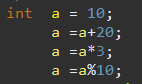 int a = 10;
a =a+20;
a =a*3;
a =a%10;